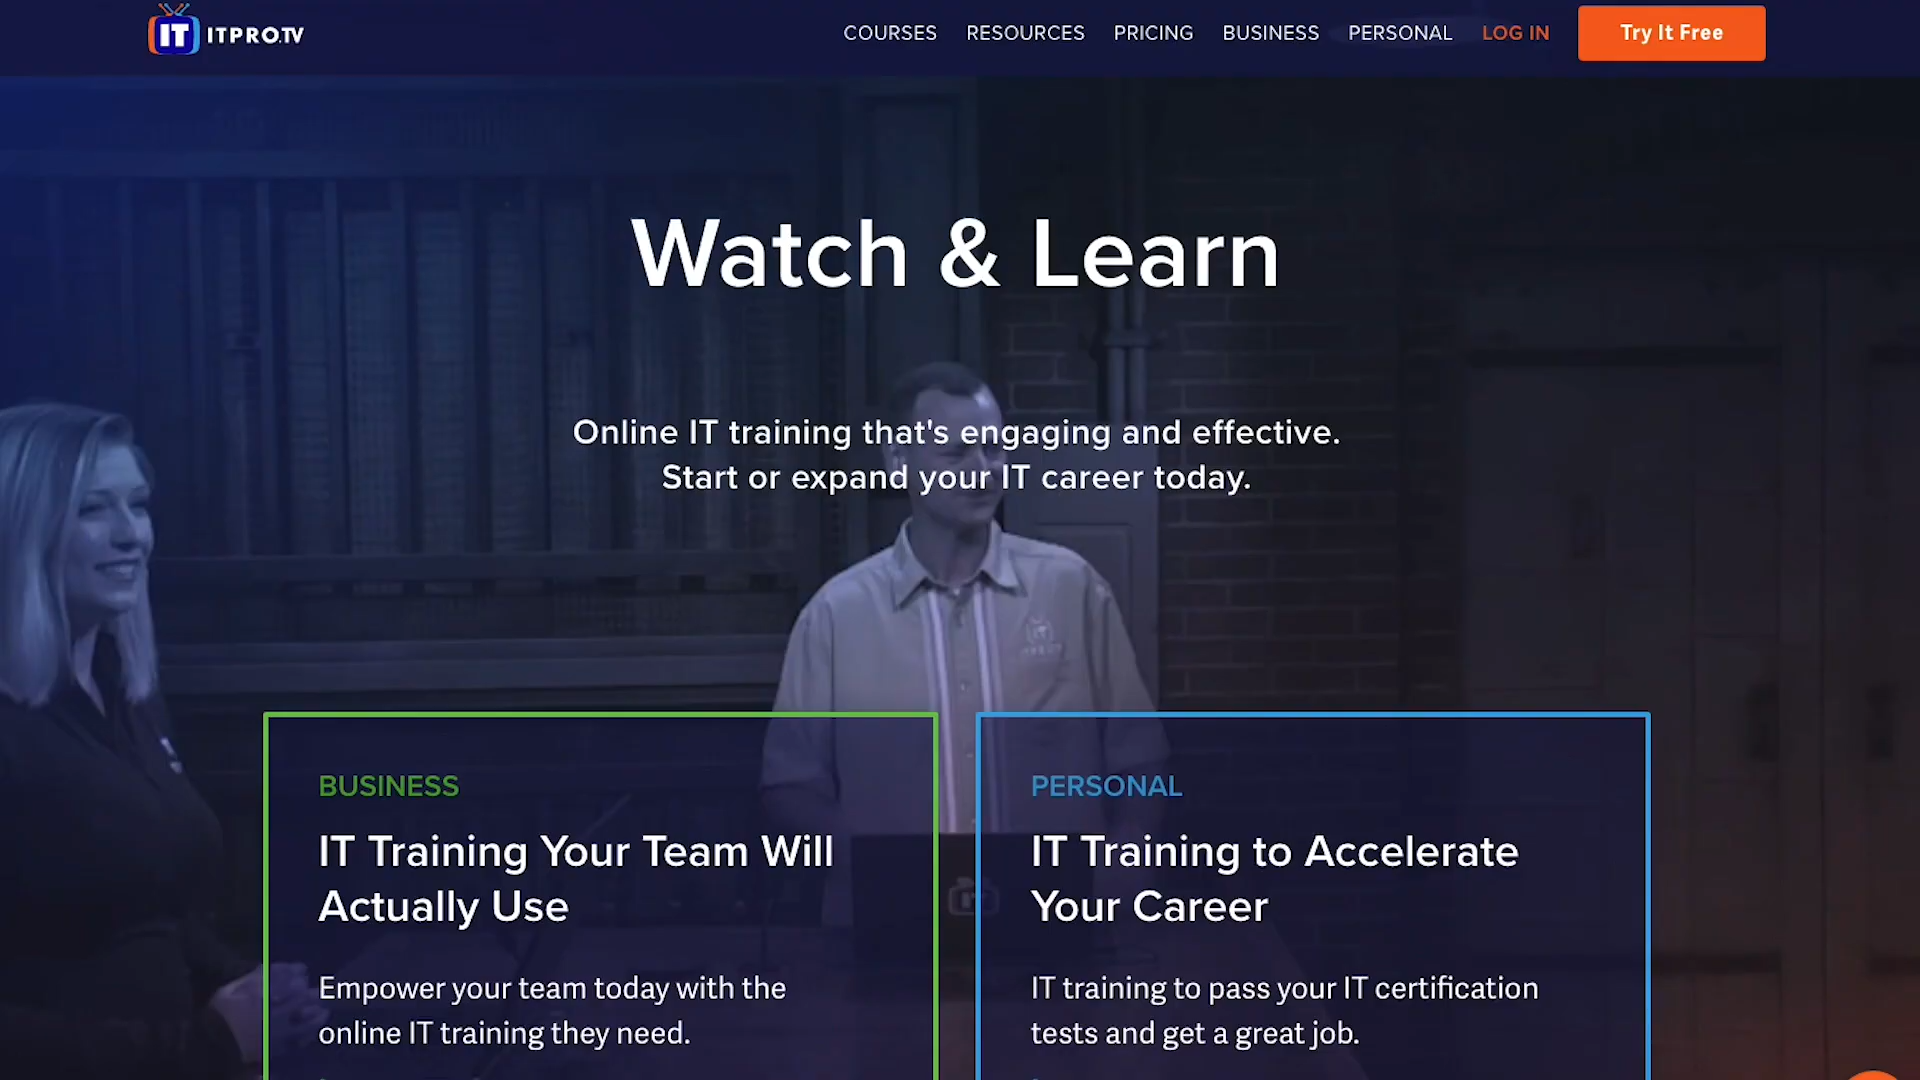 IT ITPRO.TV
COURSES RESOURCES PRICING BUSINESS PERSONAL LOG IN Try It Free
Watch & Learn
Online IT training that's engaging and effective.
Start or expand your IT career today.
BUSINESS
IT Training Your Team Will
Actually Use
Empower your team today with the
online IT training they need.
PERSONAL
IT Training to Accelerate
Your Career
IT training to pass your IT certification
tests and get a great job.